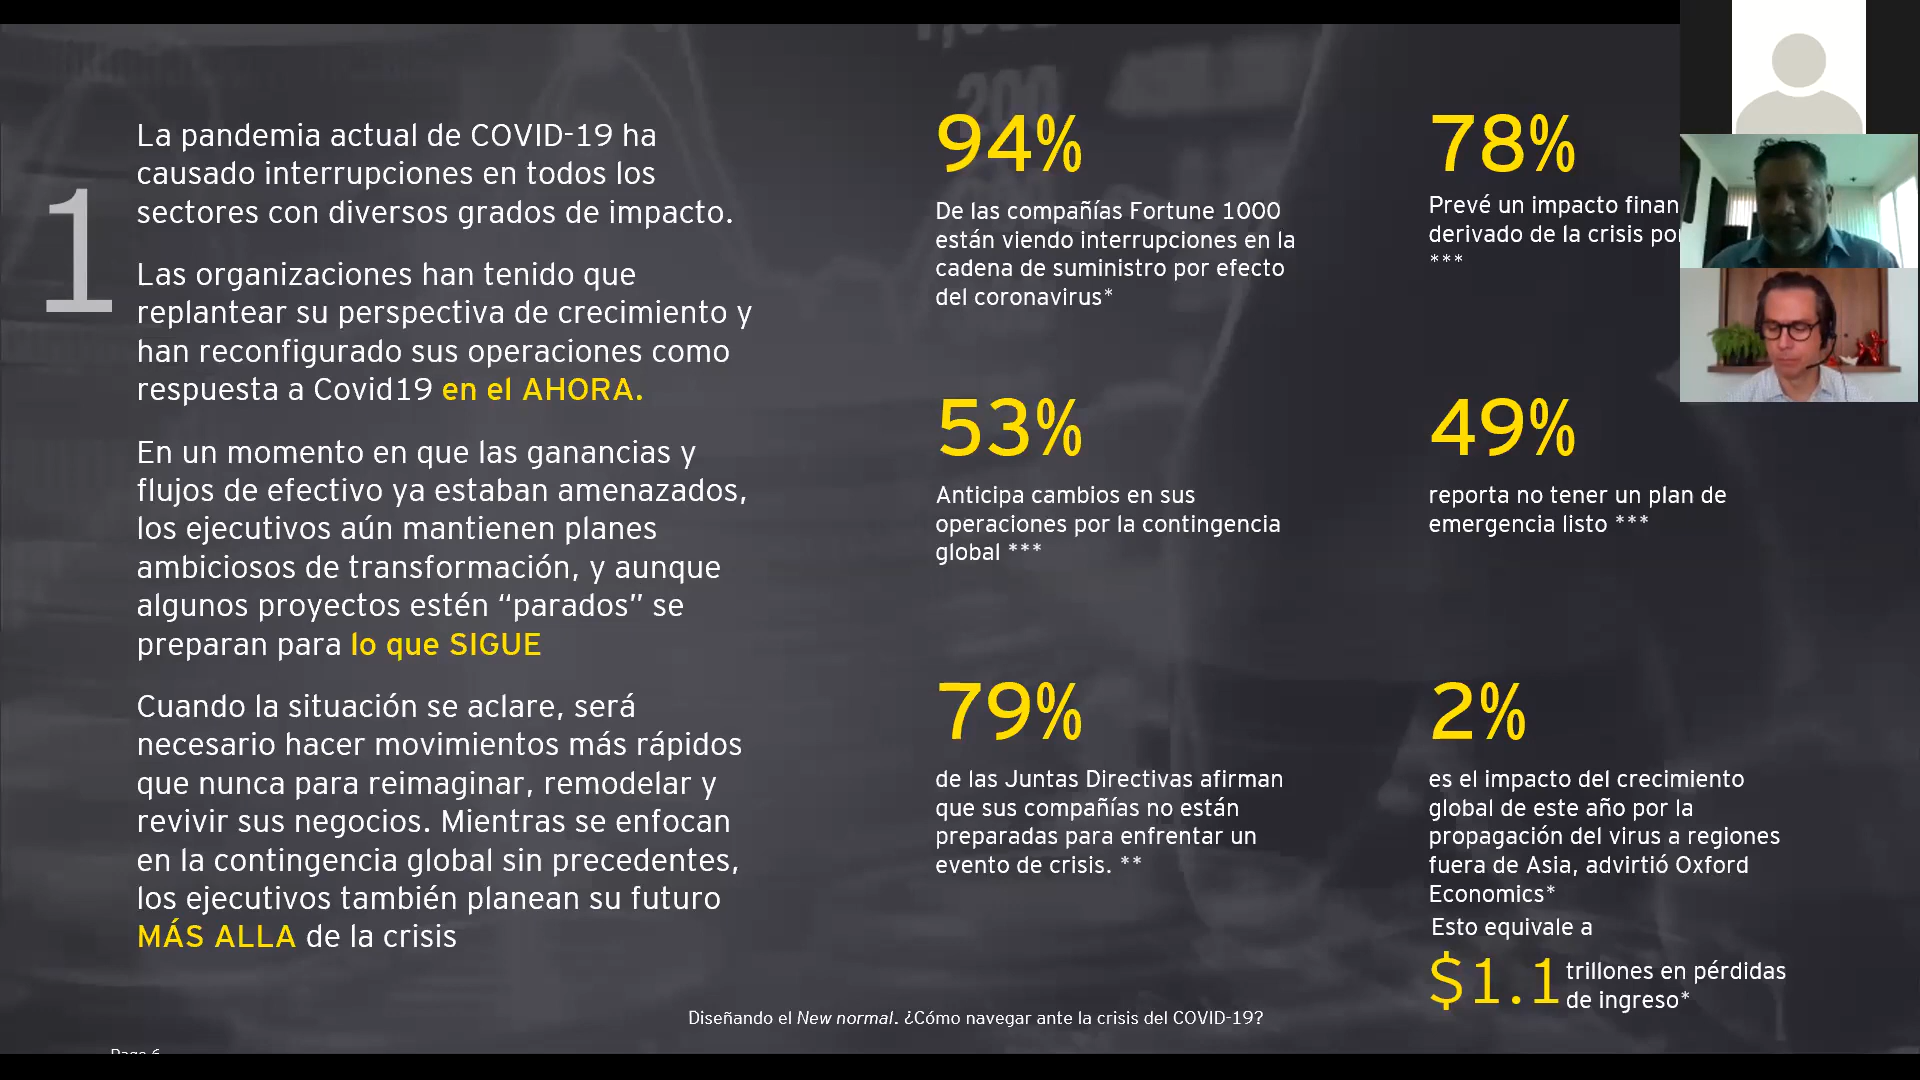 1
La pandemia actual de COVID-19 ha
causado interrupciones en todos los
sectores con diversos grados de impacto.
Las organizaciones han tenido que
replantear su perspectiva de crecimiento y
han reconfigurado sus operaciones como
respuesta a Covid19 en el AHORA.
En un momento en que las ganancias y
flujos de efectivo ya estaban amenazados,
los ejecutivos aún mantienen planes
ambiciosos de transformación, y aunque
algunos proyectos estén “parados” se
preparan para lo que SIGUE
Cuando la situación se aclare, será
necesario hacer movimientos más rápidos
que nunca para reimaginar, remodelar y
revivir sus negocios. Mientras se enfocan
en la contingencia global sin precedentes,
los ejecutivos también planean su futuro
MÁS ALLA de la crisis
94%
De las compañías Fortune 1000
están viendo interrupciones en la
cadena de suministro por efecto
del coronavirus*
78%
Prevé un impacto finan
derivado de la crisis por
***
53%
Anticipa cambios en sus
operaciones por la contingencia
global ***
49%
reporta no tener un plan de
emergencia listo ***
79%
de las Juntas Directivas afirman
que sus compañías no están
preparadas para enfrentar un
evento de crisis. **
2%
es el impacto del crecimiento
global de este año por la
propagación del virus a regiones
fuera de Asia, advirtió Oxford
Economics*
Esto equivale a
$1.1 trillones en pérdidas
de ingreso*
Diseñando el New normal. ¿Cómo navegar ante la crisis del COVID-19?
Page 6
200